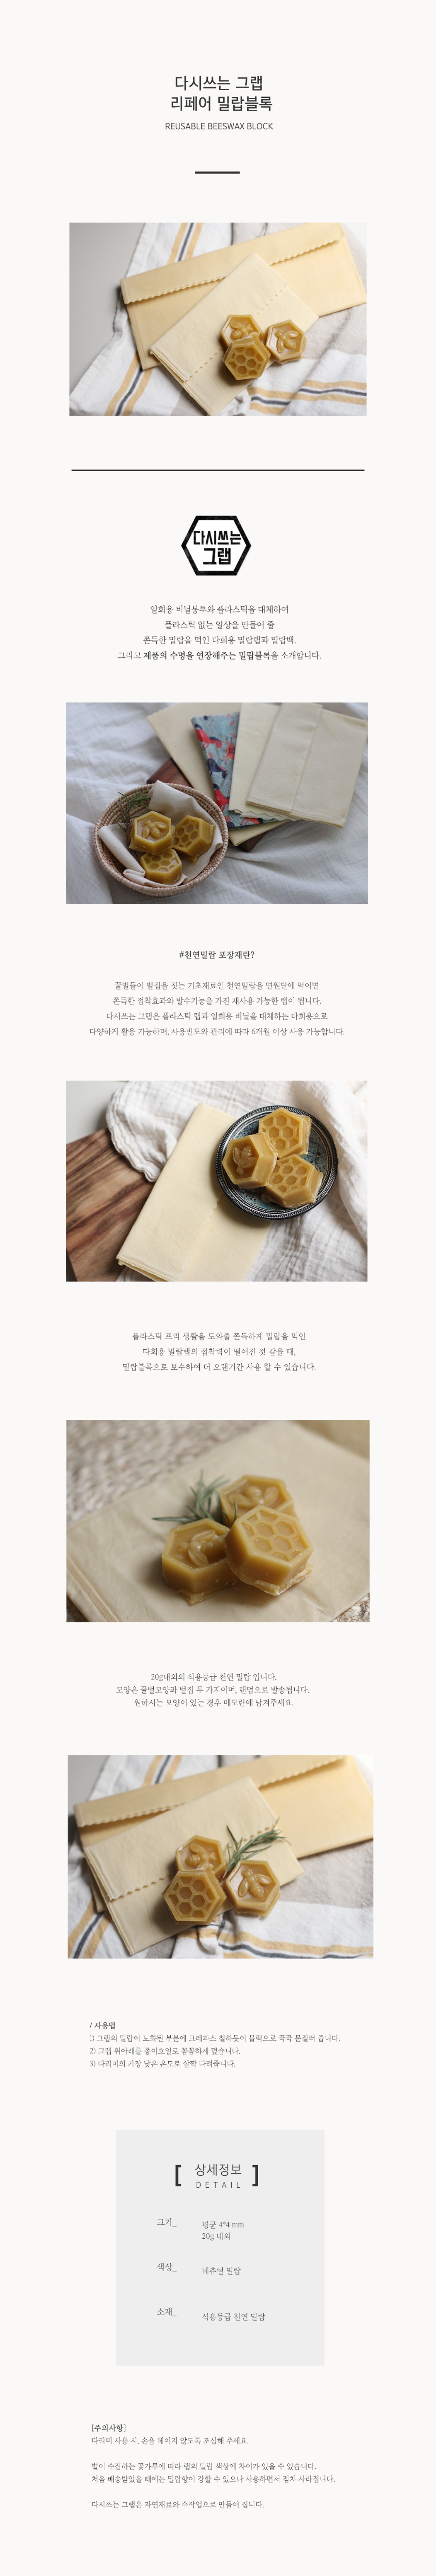 다시쓰는 그랩
리페어 밀랍블록
REUSABLE BEESWAX BLOCK
다시쓰는
그랩
일회용 비닐봉투와 플라스틱을 대체하여
플라스틱 없는 일상을 만들어 줄
쫀득한 밀랍을 먹인 다회용 밀랍랩과 밀랍백.
그리고 제품의 수명을 연장해주는 밀랍블록을 소개합니다.
#천연밀랍 포장재란?
꿀벌들이 벌집을 짓는 기초재료인 천연밀랍을 면원단에 먹이면
쫀득한 접착효과와 발수기능을 가진 재사용 가능한 랩이 됩니다.
다시쓰는 그랩은 플라스틱 랩과 일회용 비닐을 대체하는 다회용으로
다양하게 활용 가능하며, 사용빈도와 관리에 따라 6개월 이상 사용 가능합니다.
플라스틱 프리 생활을 도와줄 쫀득하게 밀랍을 먹인
다회용 밀랍랩의 접착력이 떨어진 것 같을 때,
밀랍블록으로 보수하여 더 오랜기간 사용 할 수 있습니다.
20g내외의 식용등급 천연 밀랍 입니다.
모양은 꿀벌모양과 벌집 두 가지이며, 랜덤으로 발송됩니다.
원하시는 모양이 있는 경우 메모란에 남겨주세요.
/ 사용법
1) 그랩의 밀랍이 노화된 부분에 크레파스 칠하듯이 블럭으로 꾹꾹 문질러 줍니다.
2) 그랩 위아래를 종이호일로 꼼꼼하게 덮습니다.
3) 다리미의 가장 낮은 온도로 살짝 다려줍니다.
[ 상세정보 ]
DETAIL
크기_ 평균 4*4 mm
20g 내외
색상_ 네츄럴 밀랍
소재_ 식용등급 천연 밀랍
[주의사항]
다리미 사용 시, 손을 데이지 않도록 조심해 주세요.
벌이 수집하는 꽃가루에 따라 랩의 밀랍 색상에 차이가 있을 수 있습니다.
처음 배송받았을 때에는 밀랍향이 강할 수 있으나 사용하면서 점차 사라집니다.
다시쓰는 그랩은 자연재료와 수작업으로 만들어 집니다.